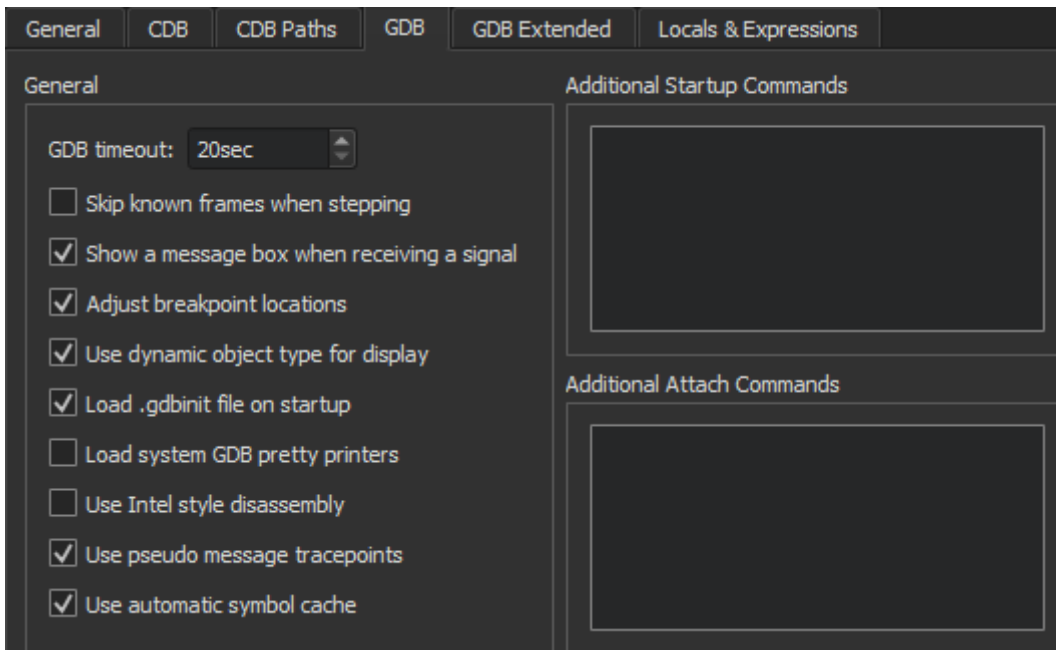 General CDB CDB Paths GDB GDB Extended Locals & Expressions
General
GDB timeout: 20sec
Skip known frames when stepping
Show a message box when receiving a signal
Adjust breakpoint locations
Use dynamic object type for display
Load .gdbinit file on startup
Load system GDB pretty printers
Use Intel style disassembly
Use pseudo message tracepoints
Use automatic symbol cache
Additional Startup Commands
Additional Attach Commands